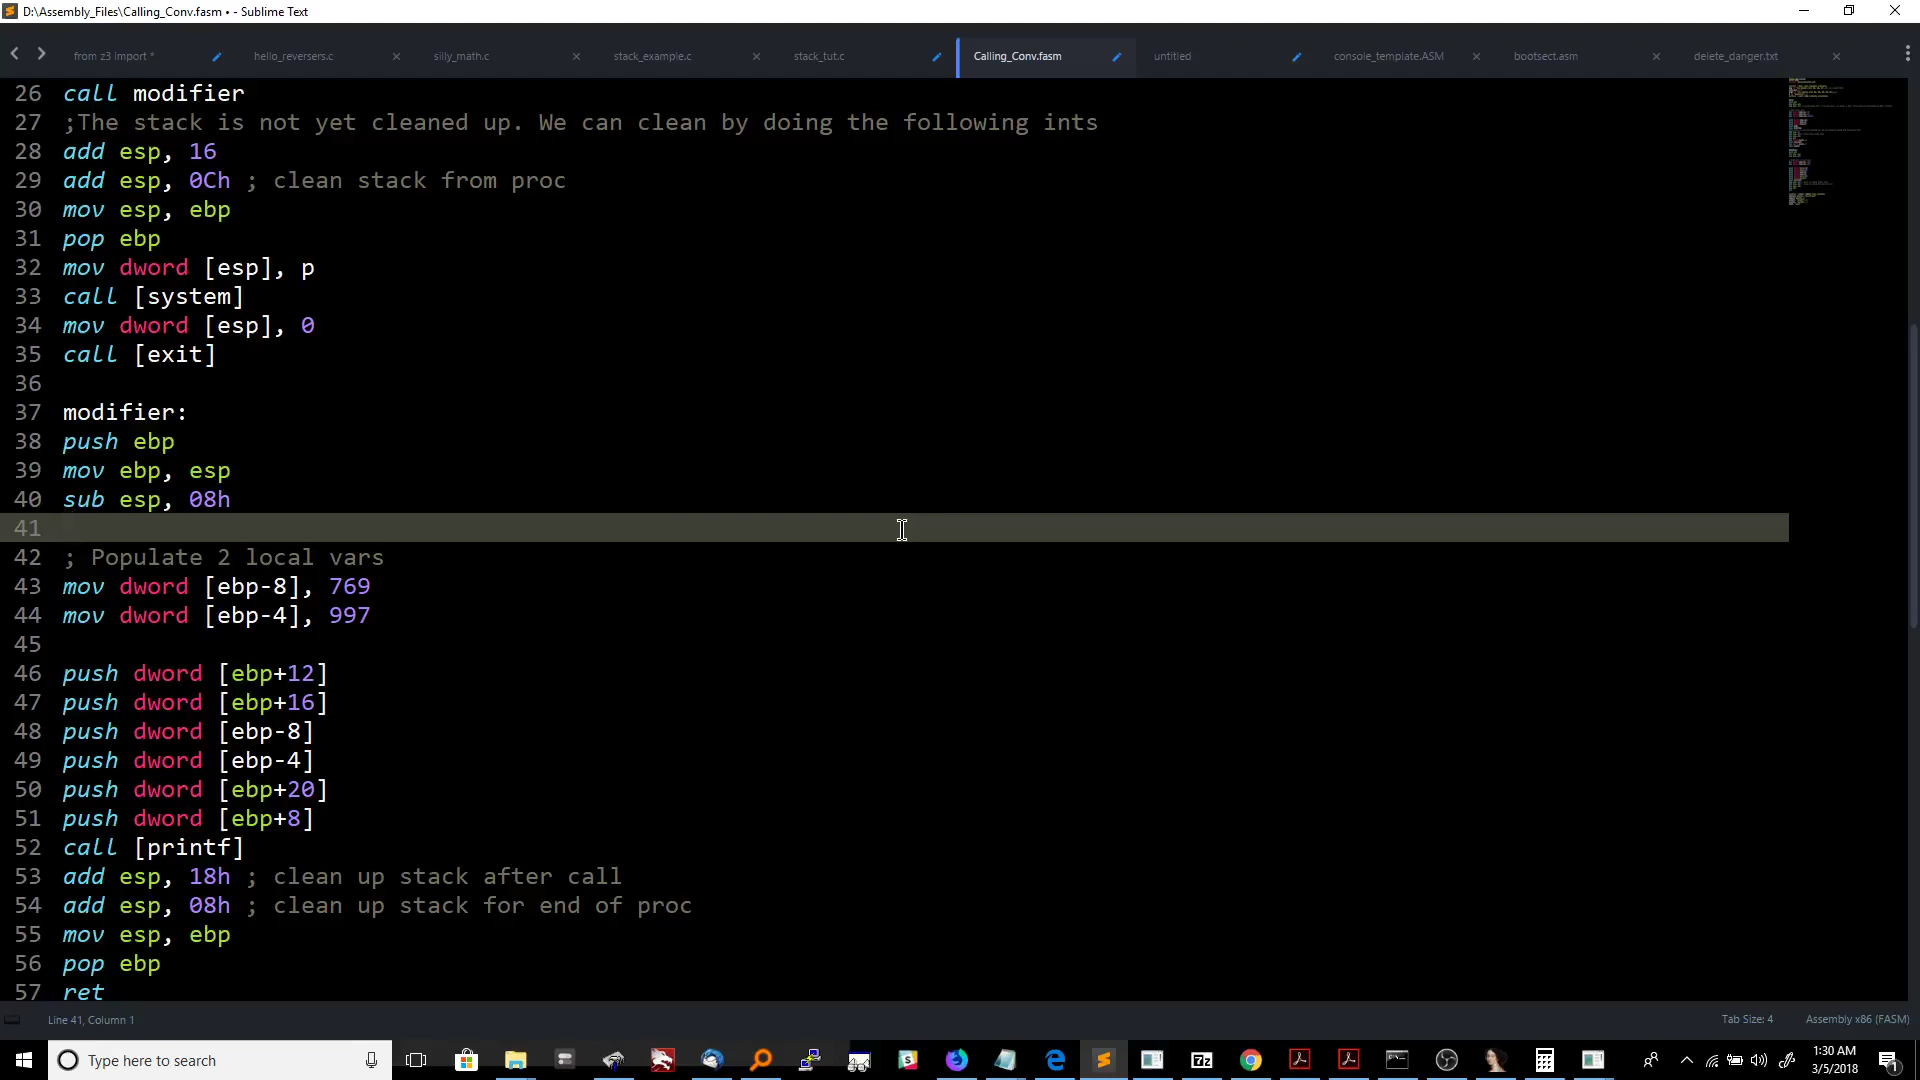 D:\Assembly_Files\Calling_Conv.fasm • - Sublime Text
from z3 import * hello_reversers.c silly_math.c stack_example.c stack_tut.c Calling_Conv.fasm untitled console_template.ASM bootsect.asm delete_danger.txt
26 call modifier
27 ;The stack is not yet cleaned up. We can clean by doing the following ints
28 add esp, 16
29 add esp, 0Ch ; clean stack from proc
30 mov esp, ebp
31 pop ebp
32 mov dword [esp], p
33 call [system]
34 mov dword [esp], 0
35 call [exit]
36
37 modifier:
38 push ebp
39 mov ebp, esp
40 sub esp, 08h
41
42 ; Populate 2 local vars
43 mov dword [ebp-8], 769
44 mov dword [ebp-4], 997
45
46 push dword [ebp+12]
47 push dword [ebp+16]
48 push dword [ebp-8]
49 push dword [ebp-4]
50 push dword [ebp+20]
51 push dword [ebp+8]
52 call [printf]
53 add esp, 18h ; clean up stack after call
54 add esp, 08h ; clean up stack for end of proc
55 mov esp, ebp
56 pop ebp
57 ret
Line 41, Column 1 Tab Size: 4 Assembly x86 (FASM)
Type here to search
1:30 AM
3/5/2018